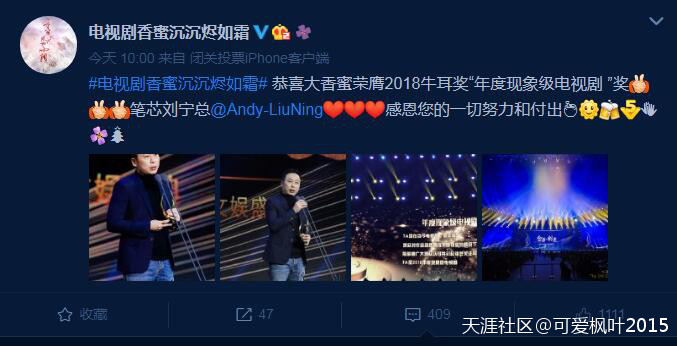 电视剧香蜜沉沉烬如霜
今天 10:00 来自 闭关投票iPhone客户端
#电视剧香蜜沉沉烬如霜# 恭喜大香蜜荣膺2018牛耳奖“年度现象级电视剧 ”奖
笔芯刘宁总@Andy-LiuNing 感恩您的一切努力和付出
年度现象级电视剧
收藏
47
409
1111
天涯社区@可爱枫叶2015